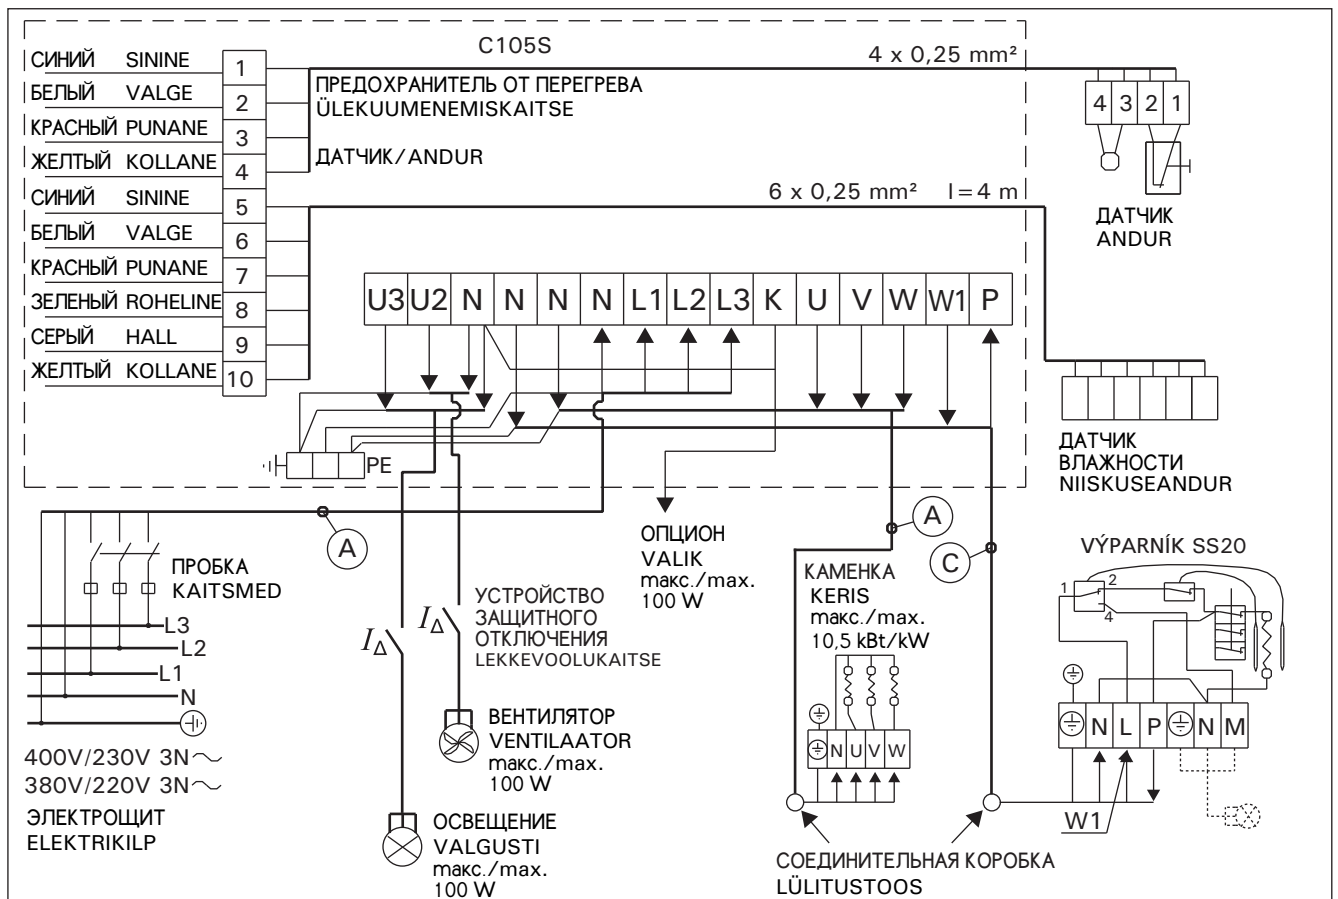 C105S
4 x 0,25 mm²
СИНИЙ SININE 1
БЕЛЫЙ VALGE 2
КРАСНЫЙ PUNANE 3
ЖЕЛТЫЙ KOLLANE 4
СИНИЙ SININE 5
БЕЛЫЙ VALGE 6
КРАСНЫЙ PUNANE 7
ЗЕЛЕНЫЙ ROHELINE 8
СЕРЫЙ HALL 9
ЖЕЛТЫЙ KOLLANE 10
ПРЕДОХРАНИТЕЛЬ ОТ ПЕРЕГРЕВА
ÜLEKUUMENEMISKAITSE
ДАТЧИК/ANDUR
4 3 2 1
ДАТЧИК
ANDUR
6 x 0,25 mm² l=4 m
U3 U2 N N N N L1 L2 L3 K U V W W1 P
PE
ДАТЧИК
ВЛАЖНОСТИ
NIISKUSEANDUR
A
ПРОБКА
KAITSMED
L3
L2
L1
N
400V/230V 3N~
380V/220V 3N~
ЭЛЕКТРОЩИТ
ELEKTRIKILP
I∆
I∆
УСТРОЙСТВО
ЗАЩИТНОГО
ОТКЛЮЧЕНИЯ
LEKKEVOOLUKAITSE
ВЕНТИЛЯТОР
VENTILAATOR
макс./max.
100 W
ОСВЕЩЕНИЕ
VALGUSTI
макс./max.
100 W
ОПЦИОН
VALIK
макс./max.
100 W
A
C
КАМЕНКА
KERIS
макс./max.
10,5 kBt/kW
N U V W
VÝPARNÍK SS20
1 2
4
N L P N M
W1
СОЕДИНИТЕЛЬНАЯ КОРОБКА
LÜLITUSTOOS